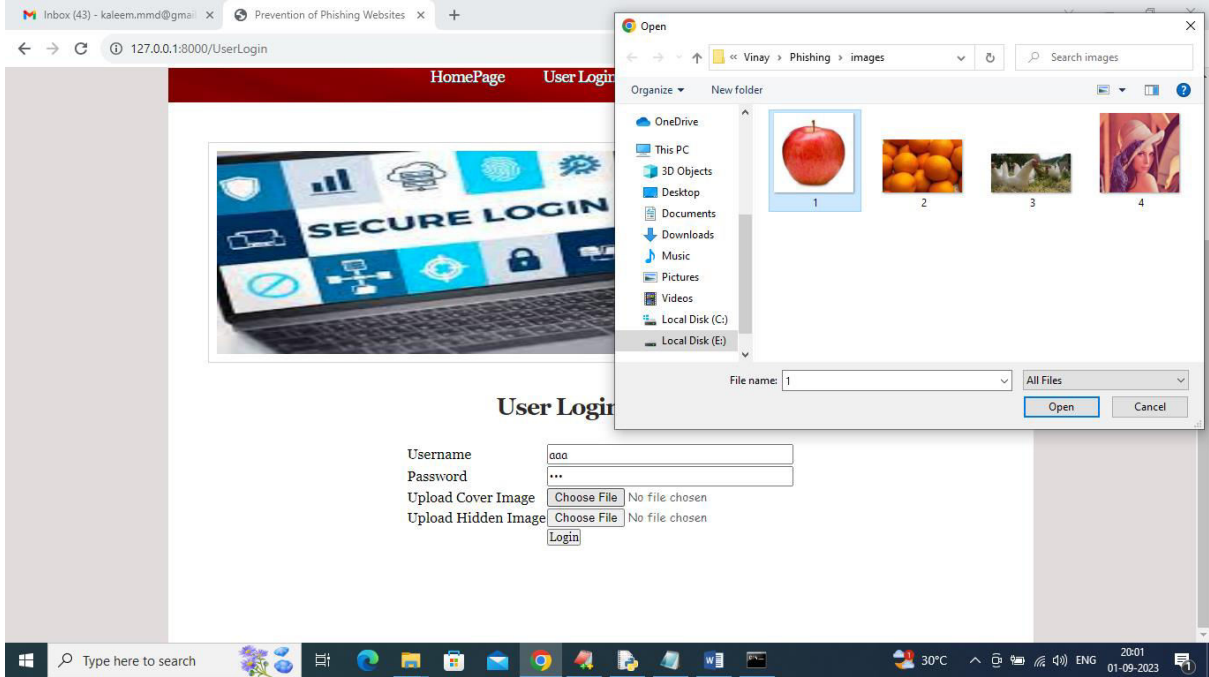 Inbox (43) - kaleem.mmd@gmai
Prevention of Phishing Websites
127.0.0.1:8000/UserLogin
HomePage
User Login
SECURE LOGIN
Open
« Vinay › Phishing › images
Search images
Organize
New folder
OneDrive
This PC
3D Objects
Desktop
Documents
Downloads
Music
Pictures
Videos
Local Disk (C:)
Local Disk (E:)
1
2
3
4
File name: 1
All Files
Open
Cancel
User Login
Username aaa
Password •••
Upload Cover Image Choose File No file chosen
Upload Hidden Image Choose File No file chosen
Login
Type here to search
30°C
ENG
20:01
01-09-2023
1